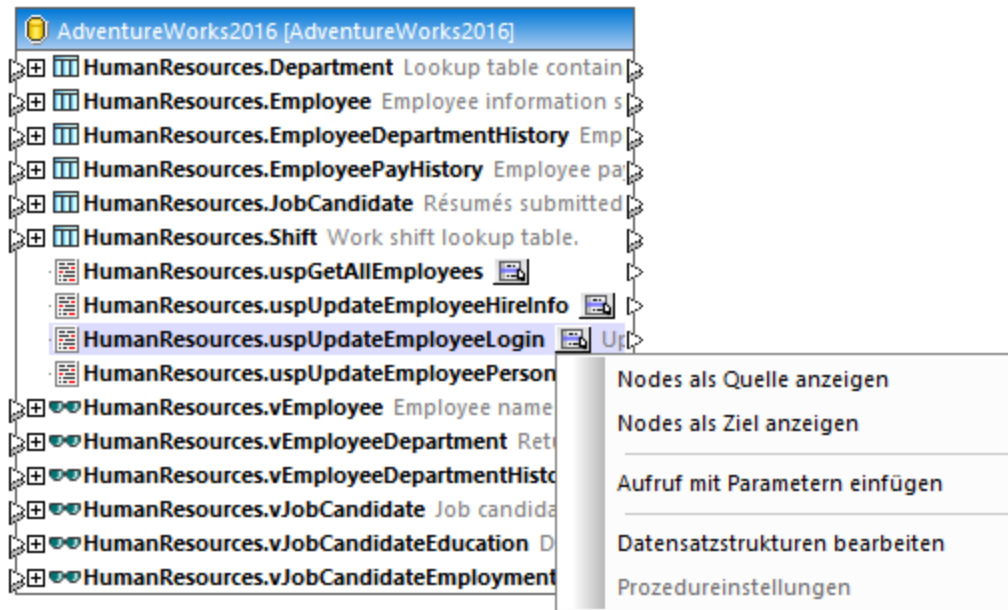 AdventureWorks2016 [AdventureWorks2016]
HumanResources.Department Lookup table contain
HumanResources.Employee Employee information s
HumanResources.EmployeeDepartmentHistory Emp
HumanResources.EmployeePayHistory Employee pa
HumanResources.JobCandidate Résumés submitted
HumanResources.Shift Work shift lookup table.
HumanResources.uspGetAllEmployees
HumanResources.uspUpdateEmployeeHireInfo
HumanResources.uspUpdateEmployeeLogin Up
HumanResources.uspUpdateEmployeePerson
HumanResources.vEmployee Employee name
HumanResources.vEmployeeDepartment Retu
HumanResources.vEmployeeDepartmentHisto
HumanResources.vJobCandidate Job candida
HumanResources.vJobCandidateEducation D
HumanResources.vJobCandidateEmployment
Nodes als Quelle anzeigen
Nodes als Ziel anzeigen
Aufruf mit Parametern einfügen
Datensatzstrukturen bearbeiten
Prozedureinstellungen